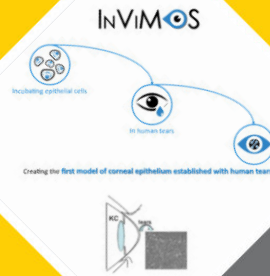 INVIMOS
Incubating epithelial cells
In human tears
Creating the first model of corneal epithelium established with human tears
KC
tears